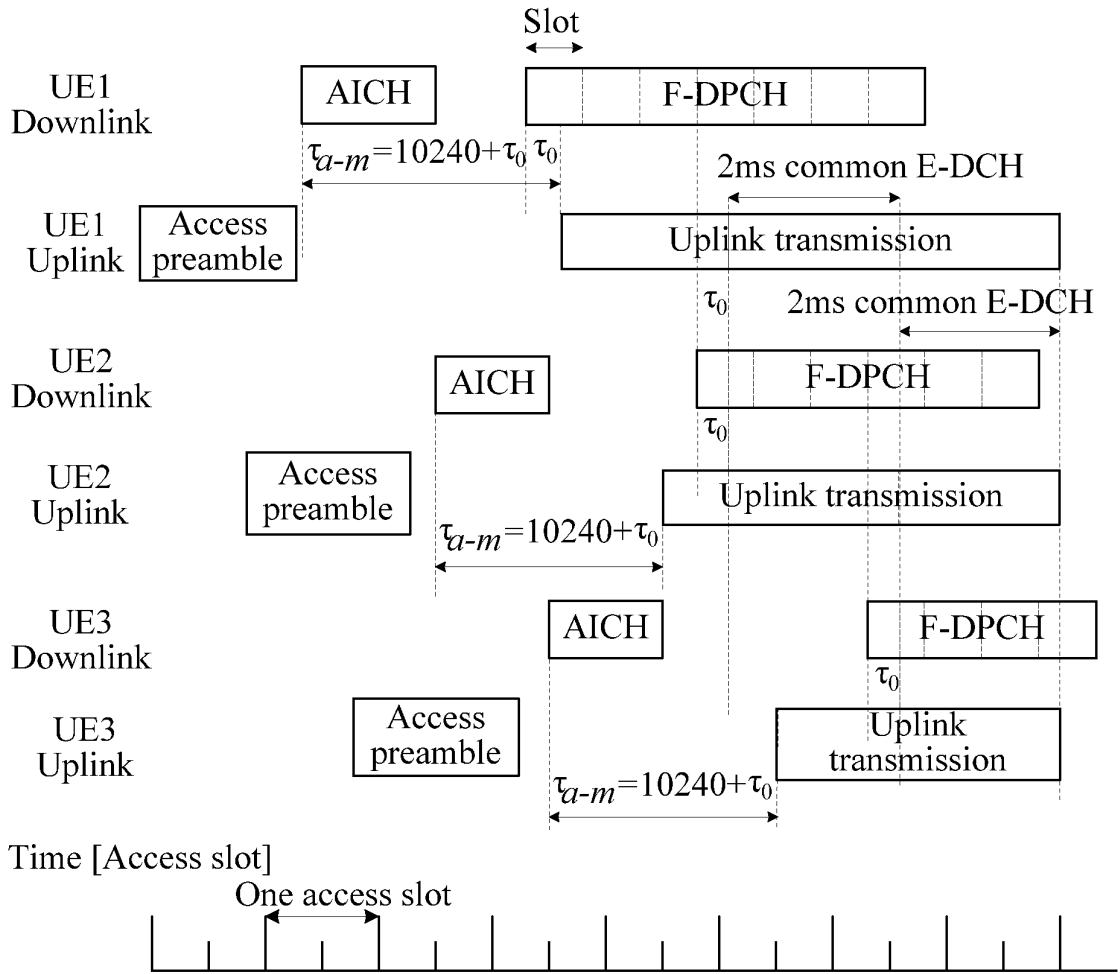 Slot
UE1
Downlink
AICH
F-DPCH
τa-m=10240+τ0
τ0
2ms common E-DCH
UE1
Uplink
Access
preamble
Uplink transmission
τ0
2ms common E-DCH
UE2
Downlink
AICH
F-DPCH
τ0
UE2
Uplink
Access
preamble
Uplink transmission
τa-m=10240+τ0
UE3
Downlink
AICH
F-DPCH
τ0
UE3
Uplink
Access
preamble
Uplink
transmission
τa-m=10240+τ0
Time [Access slot]
One access slot